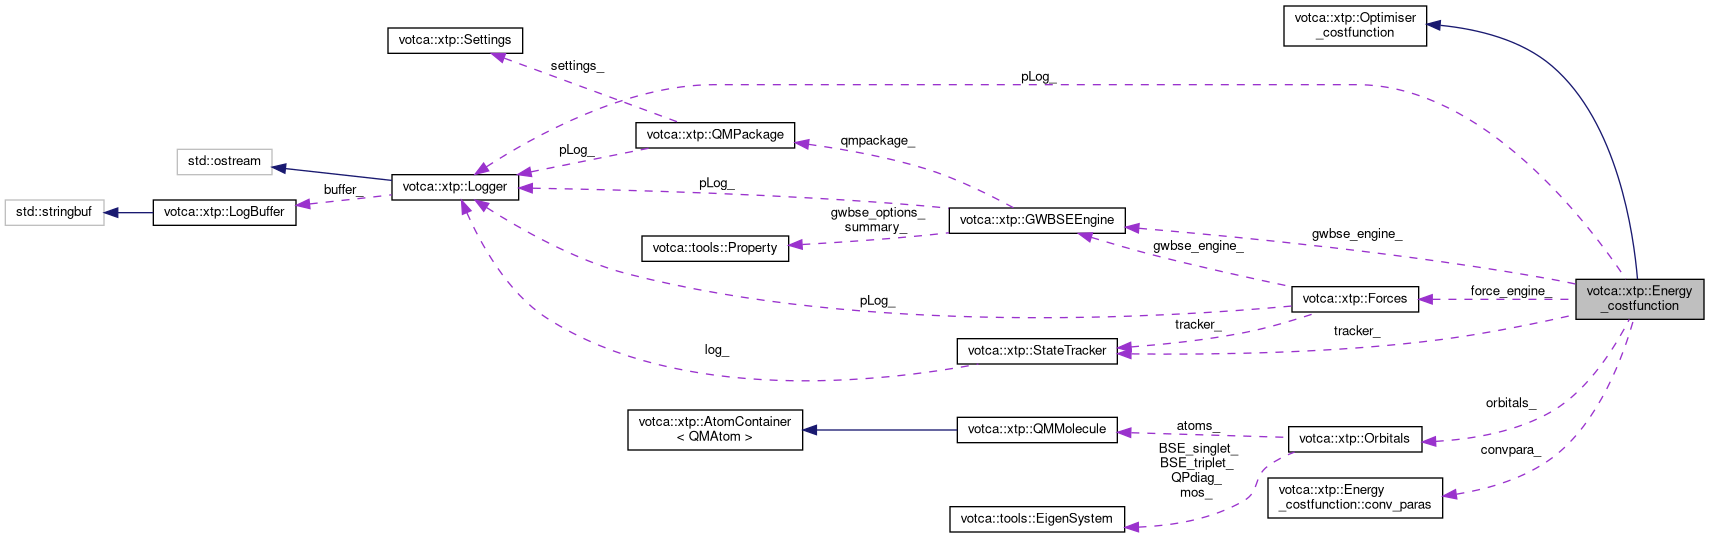 votca::xtp::Optimiser
_costfunction
votca::xtp::Settings
settings_
pLog_
votca::xtp::QMPackage
qmpackage_
std::ostream
pLog_
votca::xtp::Logger
pLog_
buffer_
std::stringbuf
votca::xtp::LogBuffer
gwbse_options_
summary_
votca::xtp::GWBSEEngine
gwbse_engine_
votca::tools::Property
gwbse_engine_
votca::xtp::Energy
_costfunction
force_engine_
votca::xtp::Forces
pLog_
tracker_
tracker_
log_
votca::xtp::StateTracker
orbitals_
votca::xtp::AtomContainer
< QMAtom >
votca::xtp::QMMolecule
atoms_
votca::xtp::Orbitals
BSE_singlet_
BSE_triplet_
QPdiag_
mos_
convpara_
votca::xtp::Energy
_costfunction::conv_paras
votca::tools::EigenSystem